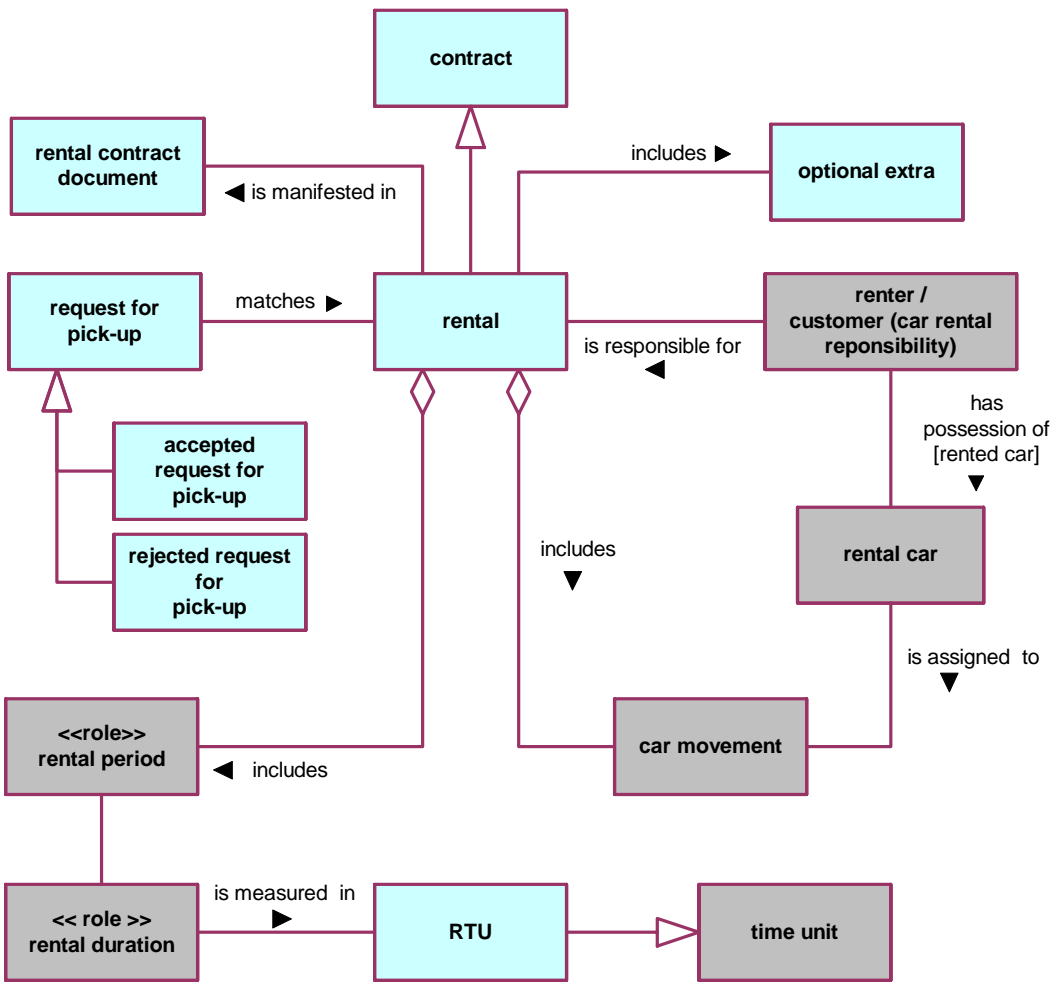 contract
rental contract
document
includes ►
optional extra
◄ is manifested in
request for
pick-up
matches ►
rental
is responsible for
◄
renter /
customer (car rental
reponsibility)
has
possession of
[rented car]
▼
accepted
request for
pick-up
rejected request
for
pick-up
includes
▼
rental car
is assigned  to
▼
<<role>>
rental period
◄ includes
car movement
<< role >>
rental duration
is measured  in
►
RTU
time unit